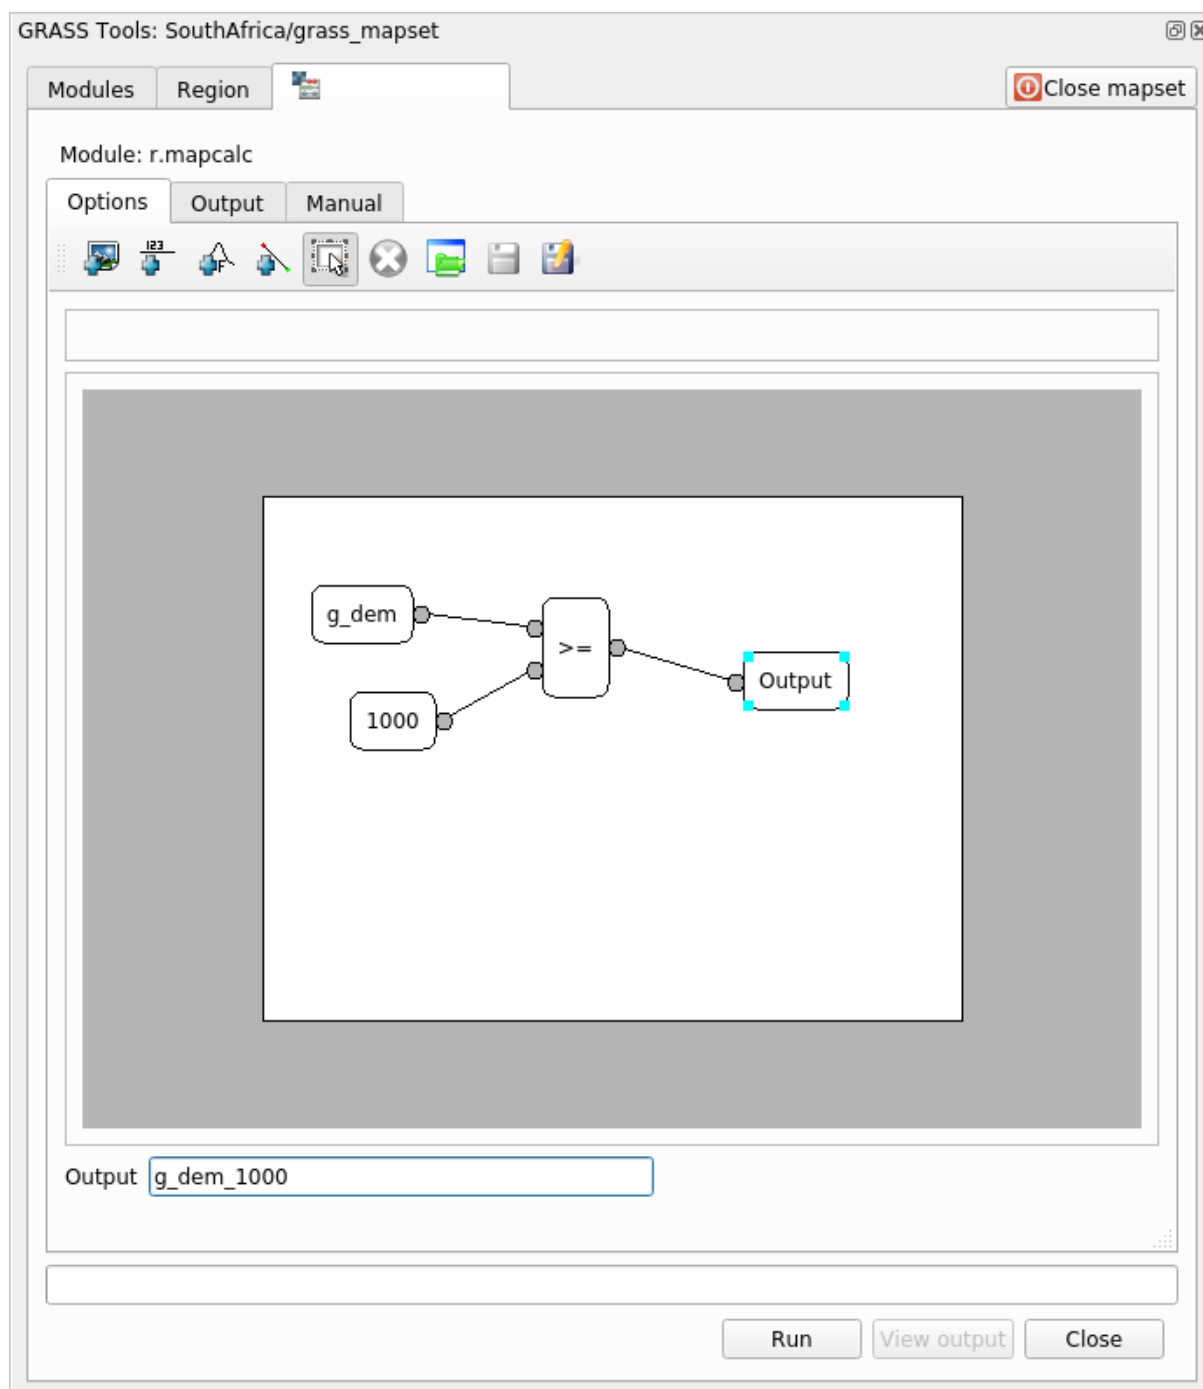 GRASS Tools: SouthAfrica/grass_mapset
Modules Region Close mapset
Module: r.mapcalc
Options Output Manual
123
F
g_dem
>=
Output
1000
Output g_dem_1000
Run View output Close